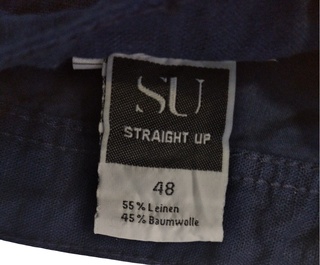 SU
STRAIGHT UP
48
55% Leinen
45% Baumwolle